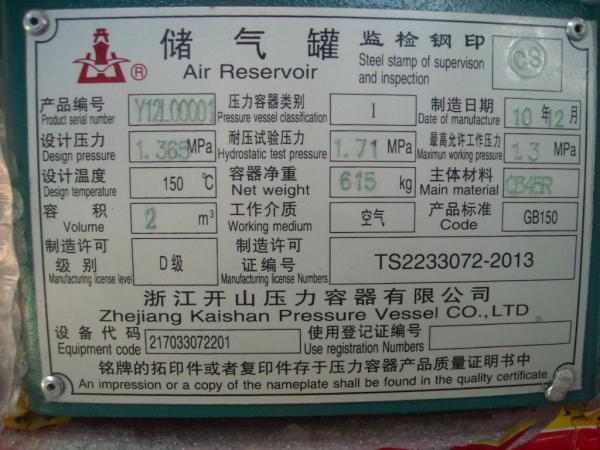 储气罐 监检钢印
Air Reservoir Steel stamp of supervison and inspection CS
®
产品编号 Y12L00001 压力容器类别 I 制造日期 10年12月
Product serial number Pressure vessel classification Date of manufacture
设计压力 1.365MPa 耐压试验压力 1.71 MPa 最高允许工作压力 1.3 MPa
Design pressure Hydrostatic test pressure Maximun working pressure
设计温度 150℃ 容器净重 615 kg 主体材料
Design temperature Net weight Main material
容积 2 m³ 工作介质 空气 产品标准 GB150
Volume Working medium Code
制造许可级别 D级 制造许可证编号 TS2233072-2013
Manufacturing license level Manufacturing license Numbers
浙江开山压力容器有限公司
Zhejiang Kaishan Pressure Vessel CO.,LTD
设备代码 217033072201 使用登记证编号
Equipment code Use registration Numbers
铭牌的拓印件或者复印件存于压力容器产品质量证明书中
An impression or a copy of the nameplate shall be found in the quality certificate